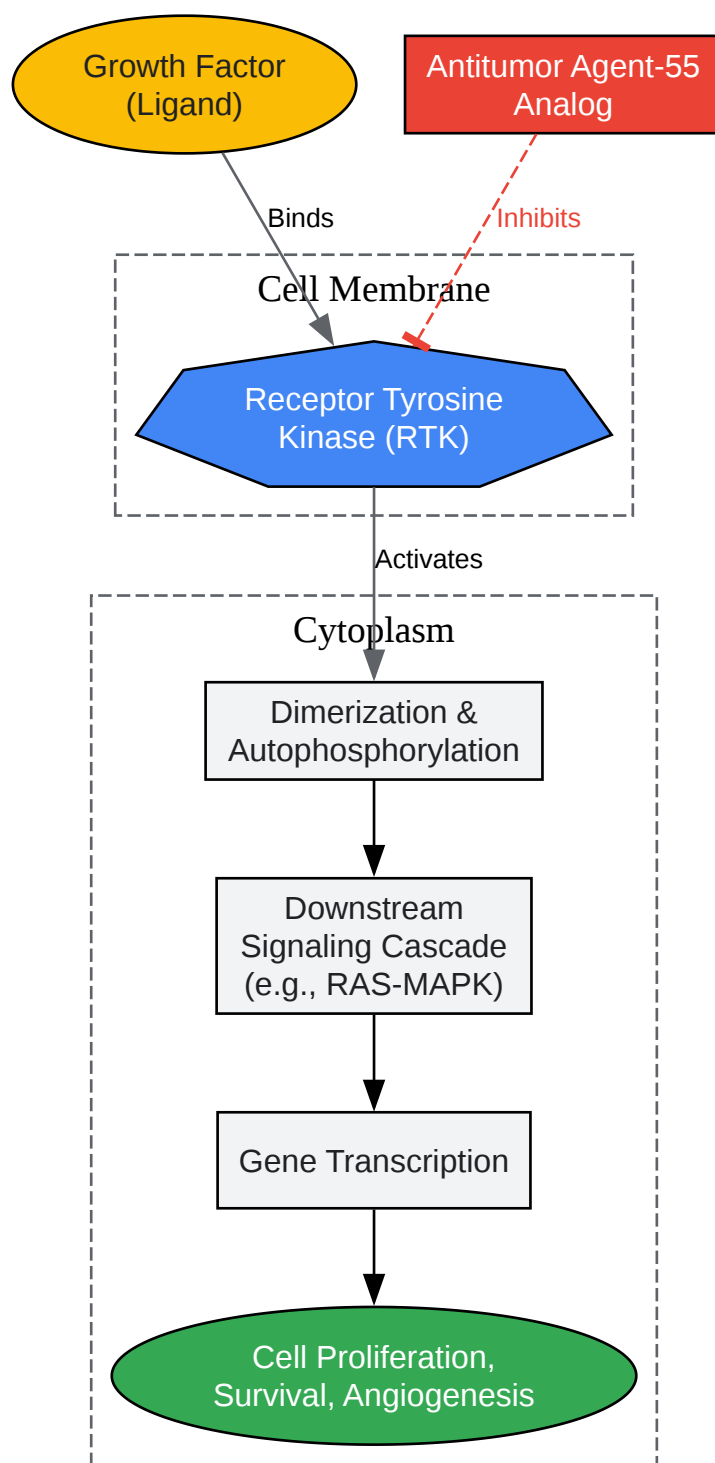 Growth Factor
(Ligand)
Antitumor Agent-55
Analog
Binds
Inhibits
Cell Membrane
Receptor Tyrosine
Kinase (RTK)
Activates
Cytoplasm
Dimerization &
Autophosphorylation
Downstream
Signaling Cascade
(e.g., RAS-MAPK)
Gene Transcription
Cell Proliferation,
Survival, Angiogenesis